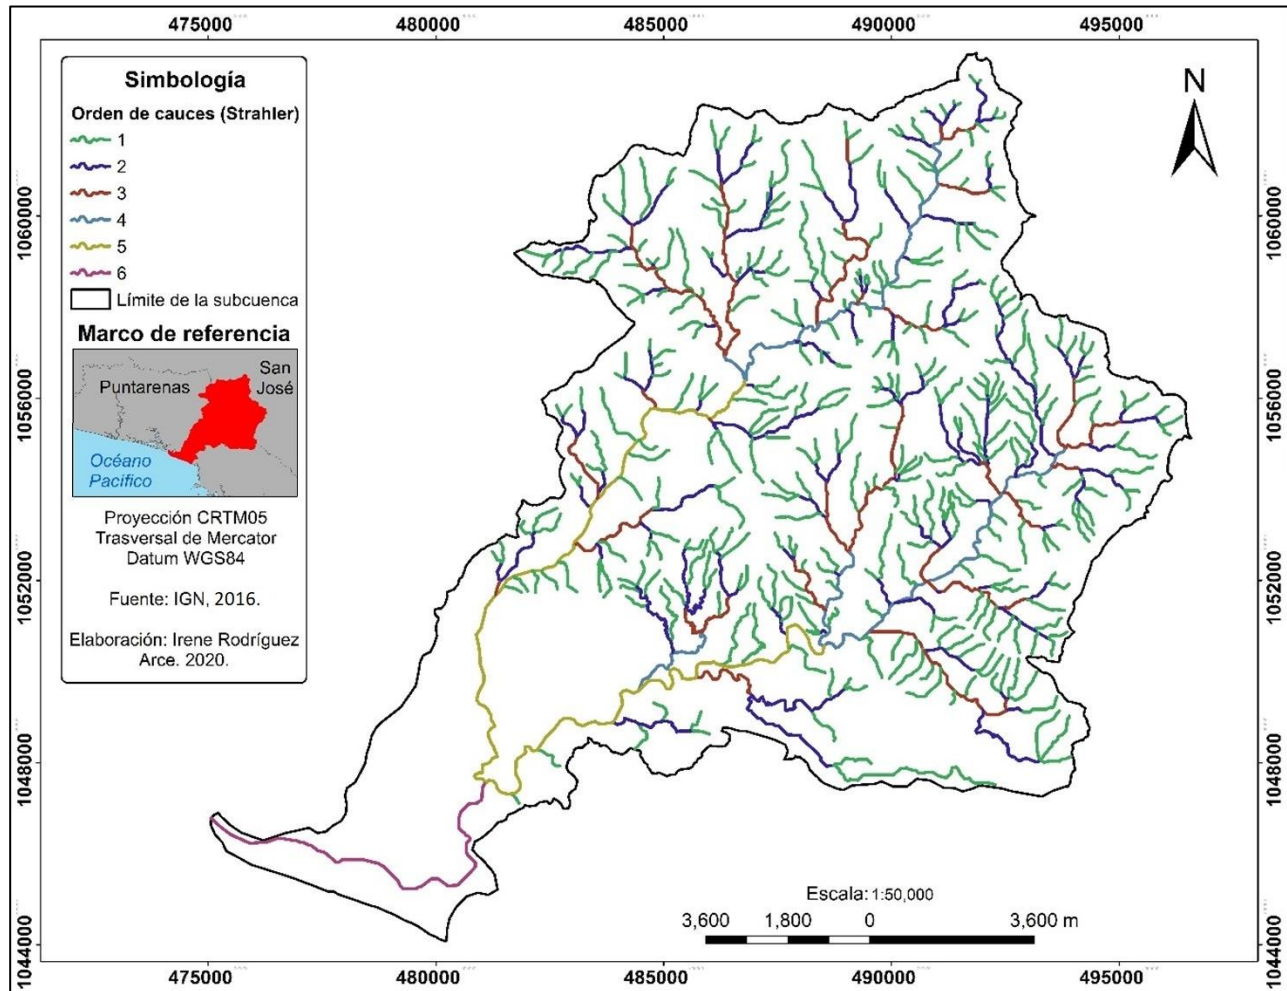 475000 480000 485000 490000 495000
Simbología
Orden de cauces (Strahler)
1
2
3
4
5
6
Límite de la subcuenca
Marco de referencia
Puntarenas
San
José
Océano
Pacífico
Proyección CRTM05
Trasversal de Mercator
Datum WGS84
Fuente: IGN, 2016.
Elaboración: Irene Rodríguez
Arce. 2020.
N
1060000
1056000
1052000
1048000
1044000
1060000
1056000
1052000
1048000
1044000
Escala: 1:50,000
3,600 1,800 0 3,600 m
475000 480000 485000 490000 495000